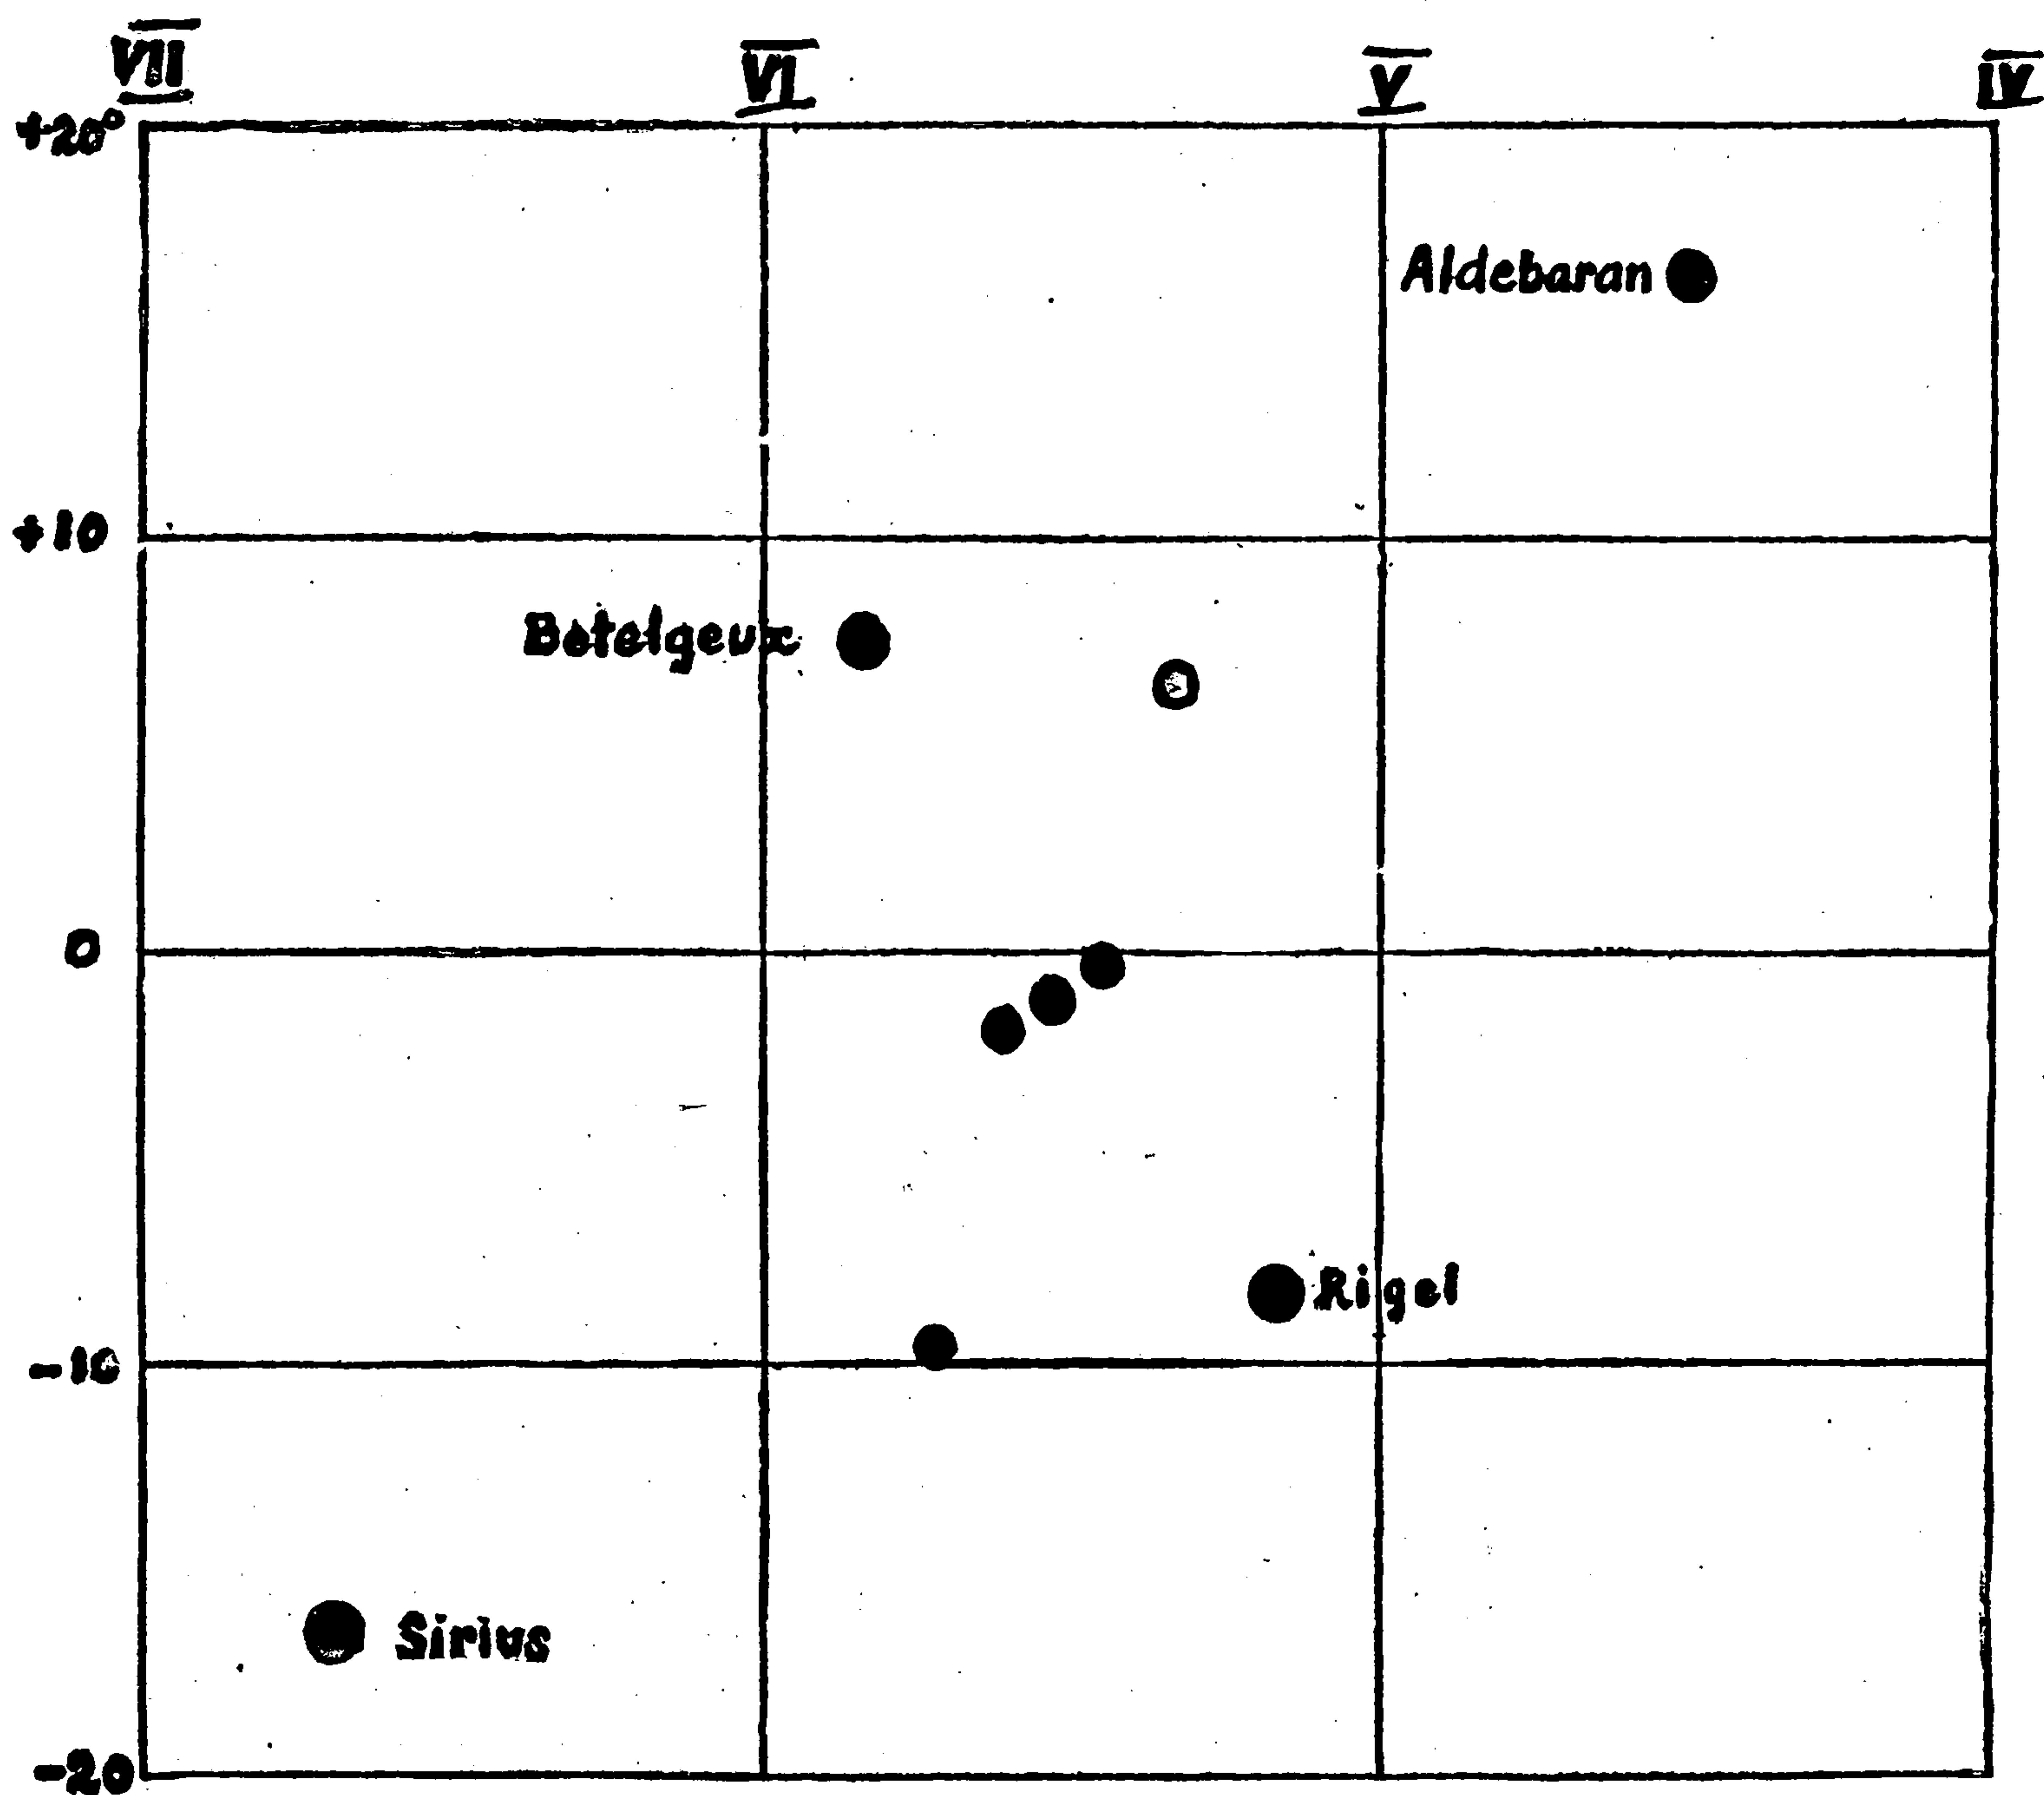 VII VI V IV
+20°
Aldebaran
+10
Betelgeux
0
Rigel
-10
Sirius
-20